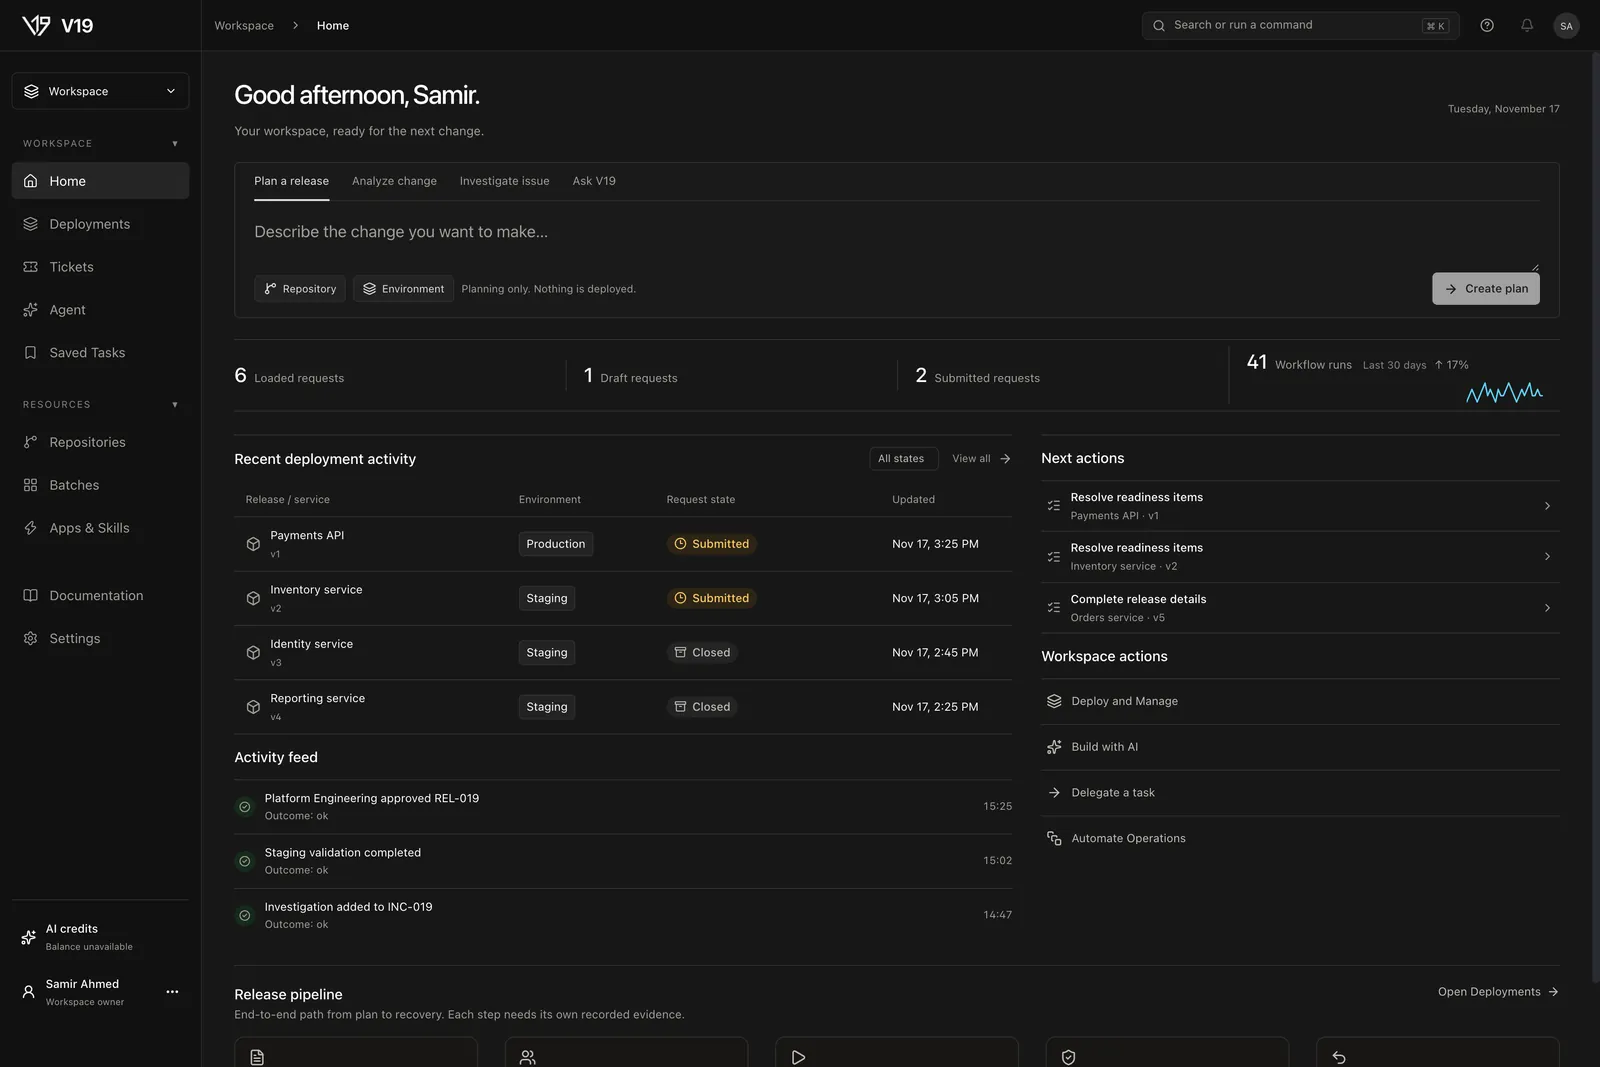 V19
Workspace > Home
Search or run a command
⌘ K
SA
Workspace
WORKSPACE
Home
Deployments
Tickets
Agent
Saved Tasks
RESOURCES
Repositories
Batches
Apps & Skills
Documentation
Settings
AI credits
Balance unavailable
Samir Ahmed
Workspace owner
Good afternoon, Samir.
Your workspace, ready for the next change.
Tuesday, November 17
Plan a release
Analyze change
Investigate issue
Ask V19
Describe the change you want to make...
Repository
Environment
Planning only. Nothing is deployed.
Create plan
6 Loaded requests
1 Draft requests
2 Submitted requests
41 Workflow runs Last 30 days ↑ 17%
Recent deployment activity
All states
View all
Release / service Environment Request state Updated
Payments API
v1
Production
Submitted
Nov 17, 3:25 PM
Inventory service
v2
Staging
Submitted
Nov 17, 3:05 PM
Identity service
v3
Staging
Closed
Nov 17, 2:45 PM
Reporting service
v4
Staging
Closed
Nov 17, 2:25 PM
Activity feed
Platform Engineering approved REL-019
Outcome: ok
15:25
Staging validation completed
Outcome: ok
15:02
Investigation added to INC-019
Outcome: ok
14:47
Next actions
Resolve readiness items
Payments API · v1
Resolve readiness items
Inventory service · v2
Complete release details
Orders service · v5
Workspace actions
Deploy and Manage
Build with AI
Delegate a task
Automate Operations
Release pipeline
End-to-end path from plan to recovery. Each step needs its own recorded evidence.
Open Deployments